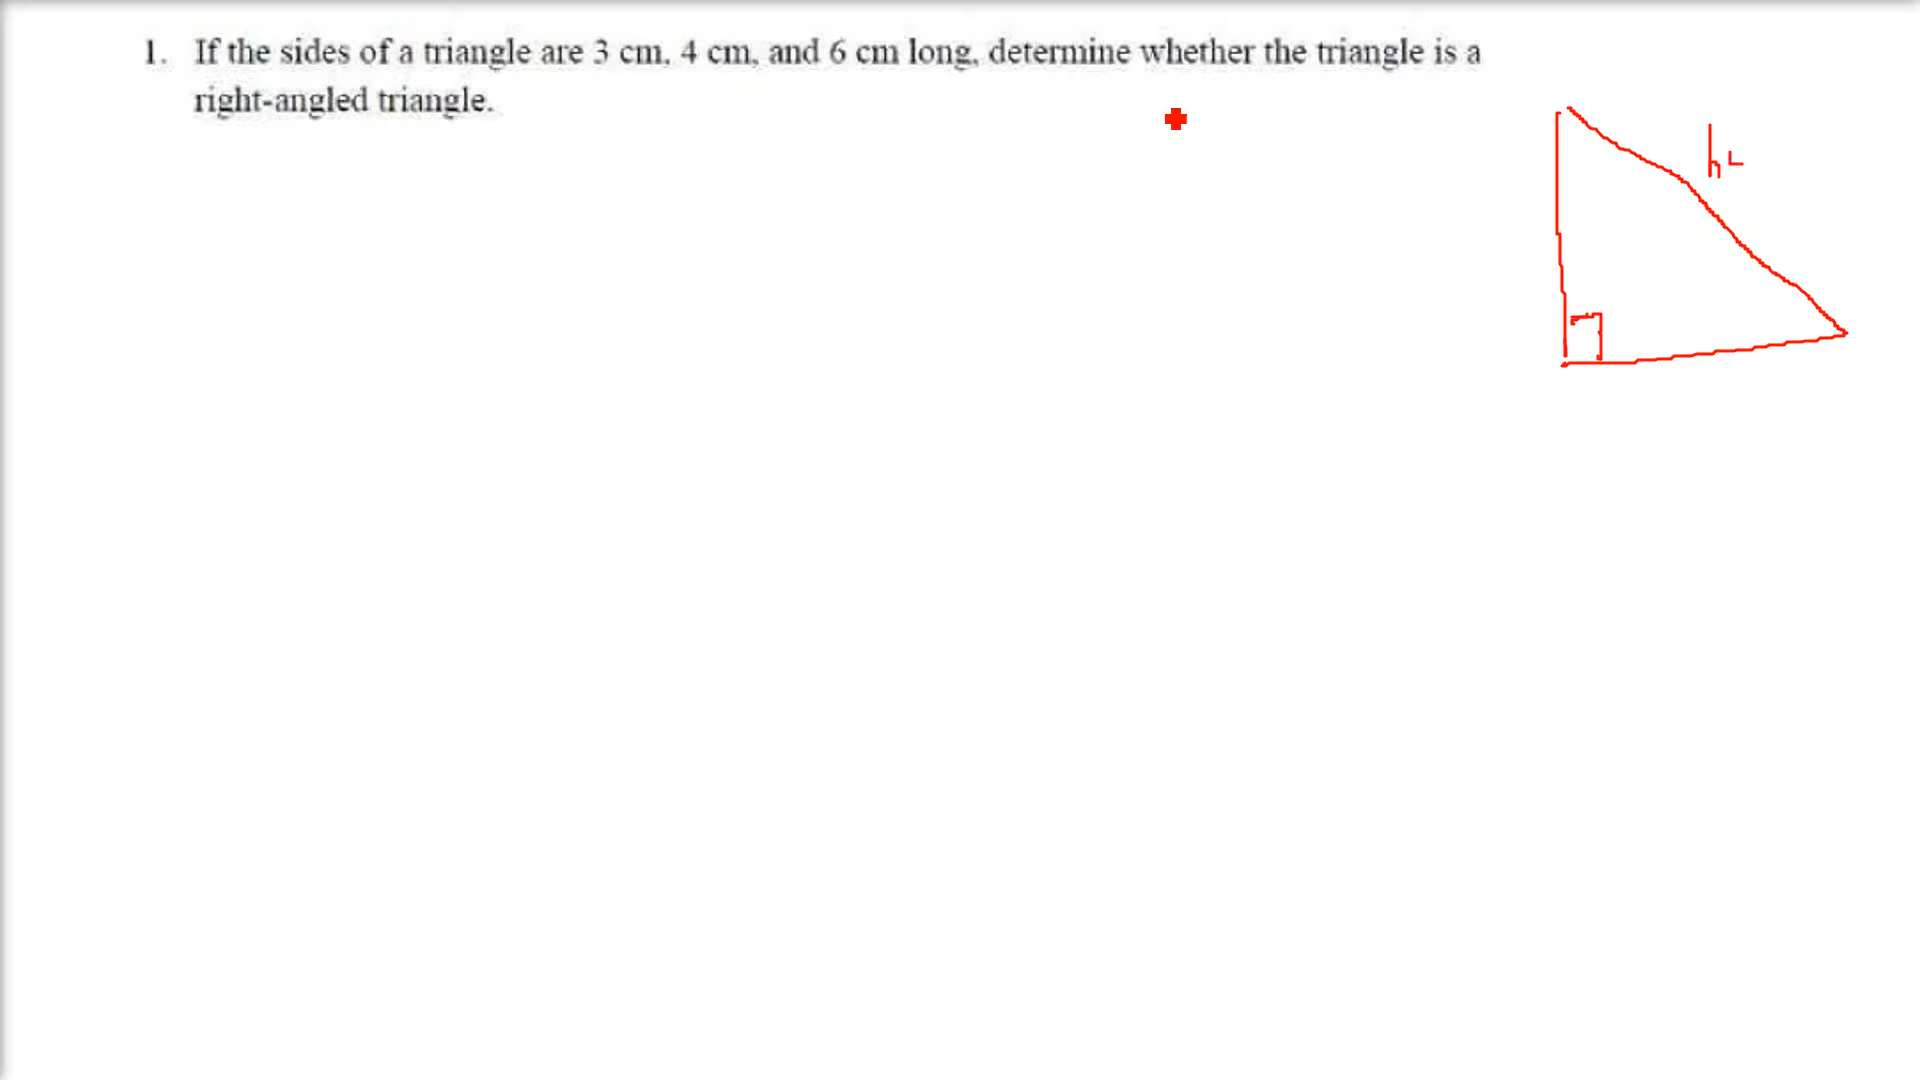 1. If the sides of a triangle are 3 cm, 4 cm, and 6 cm long, determine whether the triangle is a
right-angled triangle.